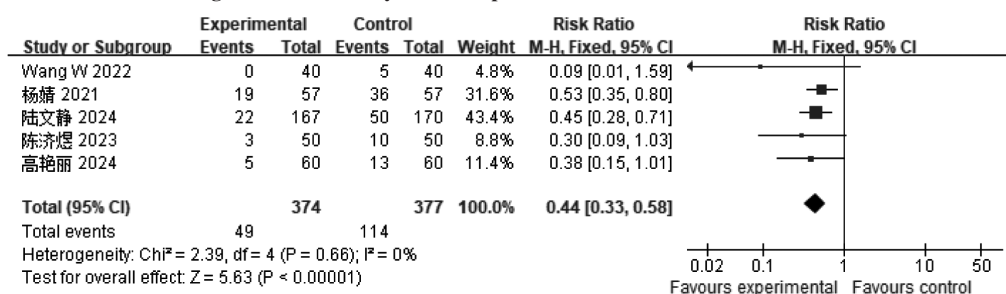 Experimental Control Risk Ratio Risk Ratio
Study or Subgroup Events Total Events Total Weight M-H, Fixed, 95% CI M-H, Fixed, 95% CI
Wang W 2022 0 40 5 40 4.8% 0.09 [0.01, 1.59]
杨婧 2021 19 57 36 57 31.6% 0.53 [0.35, 0.80]
陆文静 2024 22 167 50 170 43.4% 0.45 [0.28, 0.71]
陈济煜 2023 3 50 10 50 8.8% 0.30 [0.09, 1.03]
高艳丽 2024 5 60 13 60 11.4% 0.38 [0.15, 1.01]
Total (95% CI) 374 377 100.0% 0.44 [0.33, 0.58]
Total events 49 114
Heterogeneity: Chi² = 2.39, df = 4 (P = 0.66); I² = 0%
Test for overall effect: Z = 5.63 (P < 0.00001)
0.02 0.1 1 10 50
Favours experimental Favours control